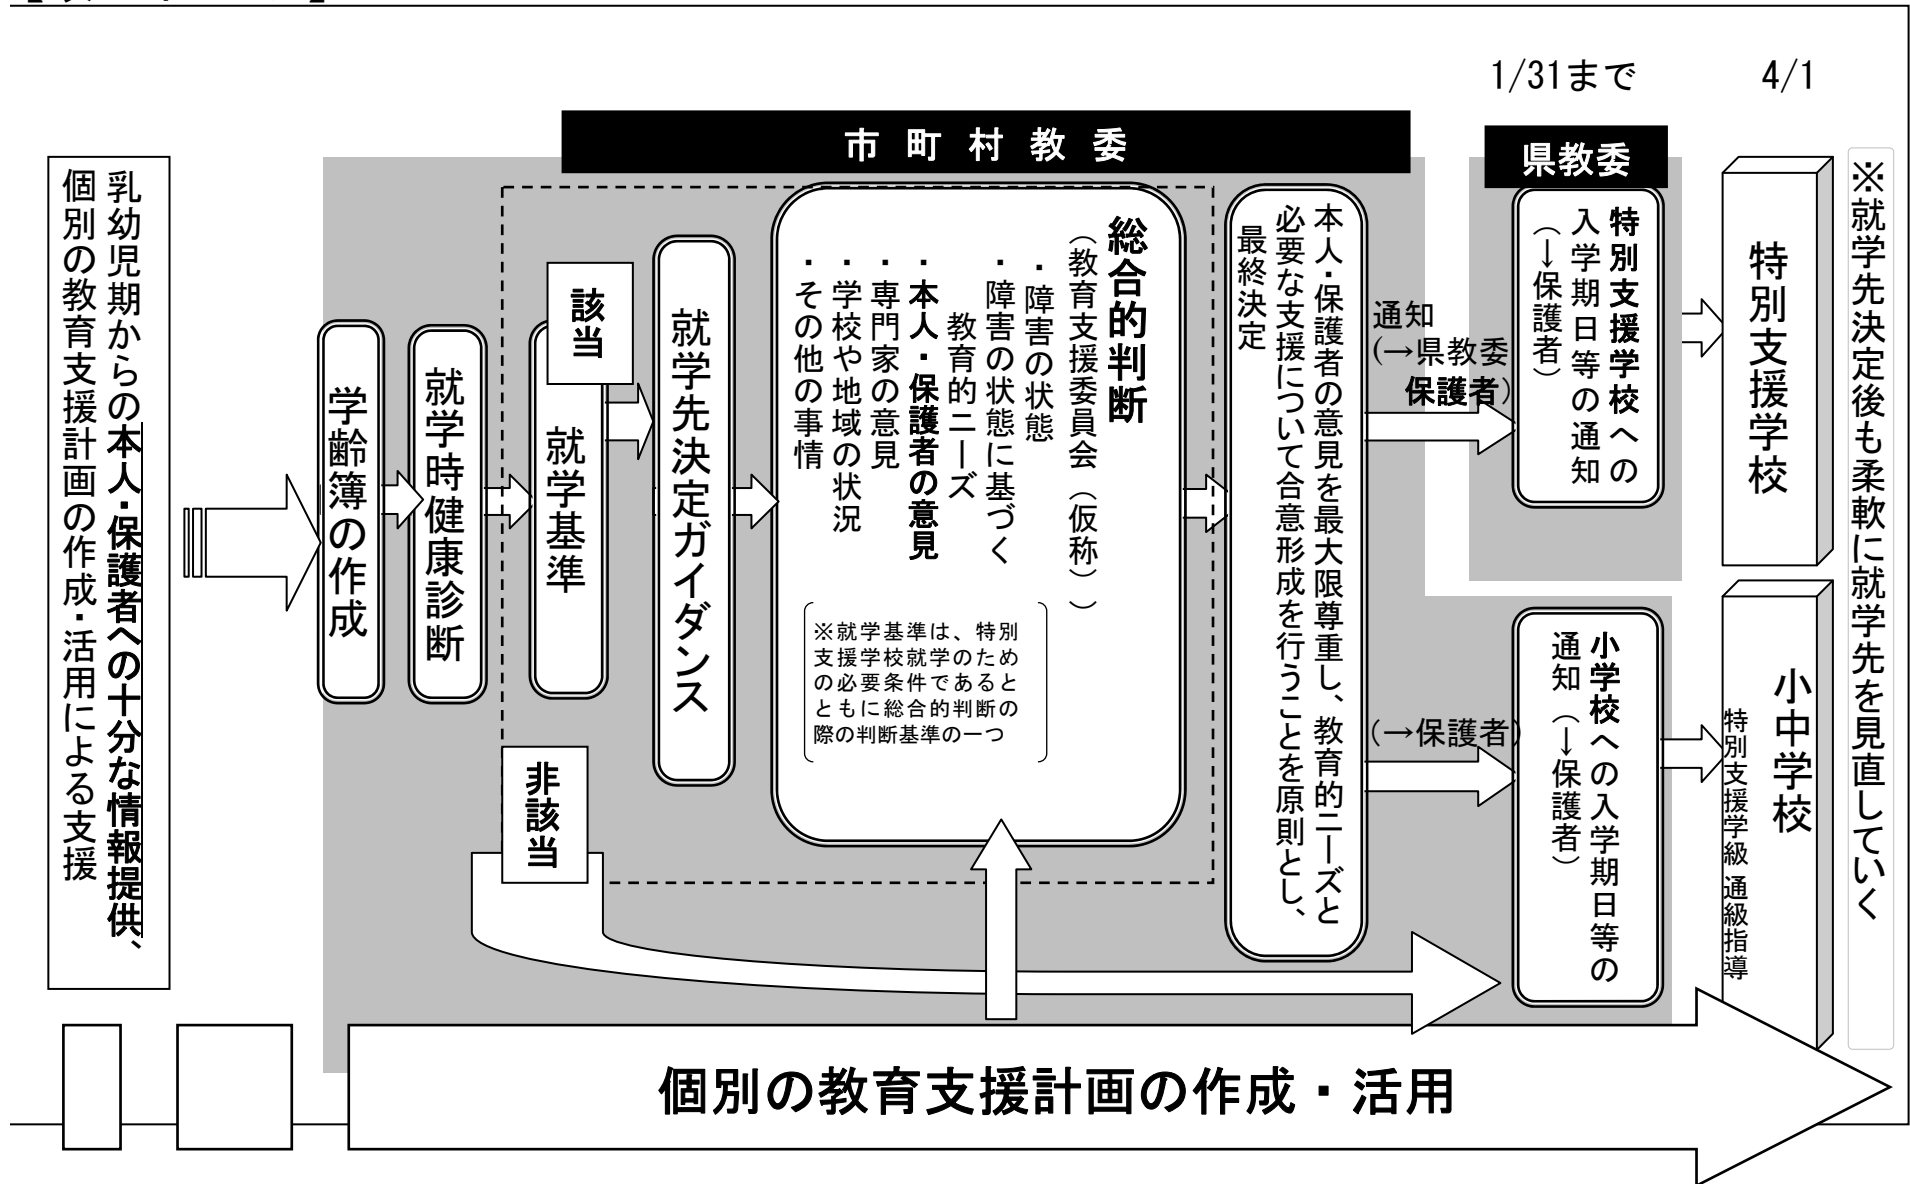 1/31まで
4/1
市町村教委
県教委
乳幼児期からの本人・保護者への十分な情報提供、
個別の教育支援計画の作成・活用による支援
学齢簿の作成
就学時健康診断
該当
就学基準
非該当
就学先決定ガイダンス
総合的判断
(教育支援委員会(仮称))
・障害の状態
・障害の状態に基づく
教育的ニーズ
・本人・保護者の意見
・専門家の意見
・学校や地域の状況
・その他の事情
※就学基準は、特別
支援学校就学のため
の必要条件であると
ともに総合的判断の
際の判断基準の一つ
本人・保護者の意見を最大限尊重し、教育的ニーズと
必要な支援について合意形成を行うことを原則とし、
最終決定
通知
(→県教委
保護者)
(→保護者)
特別支援学校への
入学期日等の通知
(→保護者)
小学校への入学期日等の
通知(→保護者)
特別支援学校
小中学校
特別支援学級 通級指導
※就学先決定後も柔軟に就学先を見直していく
個別の教育支援計画の作成・活用